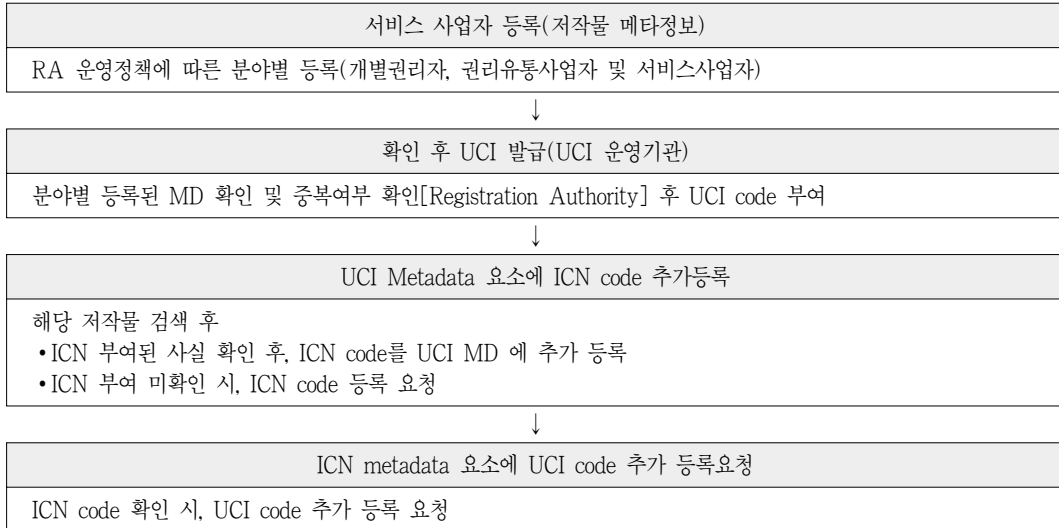 서비스 사업자 등록(저작물 메타정보)
RA 운영정책에 따른 분야별 등록(개별권리자, 권리유통사업자 및 서비스사업자)
↓
확인 후 UCI 발급(UCI 운영기관)
분야별 등록된 MD 확인 및 중복여부 확인[Registration Authority] 후 UCI code 부여
↓
UCI Metadata 요소에 ICN code 추가등록
해당 저작물 검색 후
•ICN 부여된 사실 확인 후, ICN code를 UCI MD 에 추가 등록
•ICN 부여 미확인 시, ICN code 등록 요청
↓
ICN metadata 요소에 UCI code 추가 등록요청
ICN code 확인 시, UCI code 추가 등록 요청